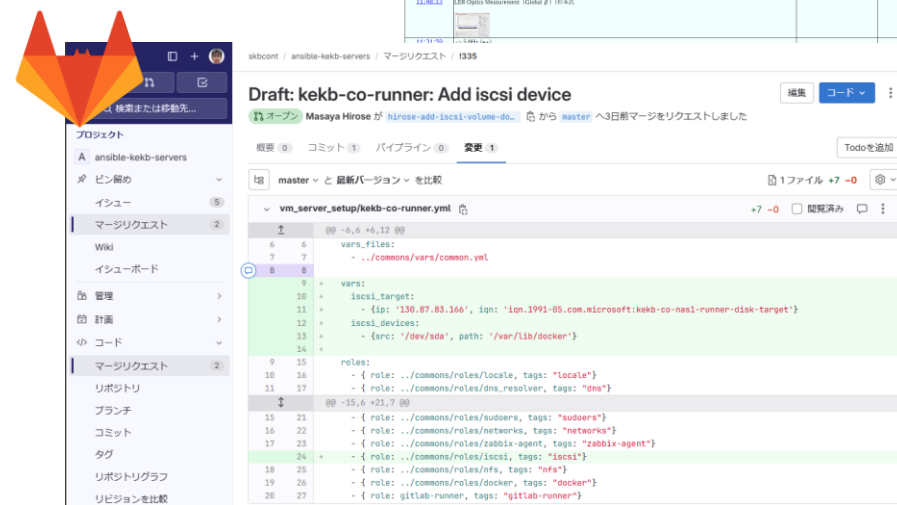 11:48:13 LER Optics Measurement (Global β)
skbcont / ansible-kekb-servers / マージリクエスト / !335
Draft: kekb-co-runner: Add iscsi device
編集
コード
オープン Masaya Hirose が hirose-add-iscsi-volume-do… から master へ3日前マージをリクエストしました
概要 0 コミット 1 パイプライン 0 変更 1
Todoを追加
master と 最新バージョン を比較
1 ファイル +7 −0
vm_server_setup/kekb-co-runner.yml
+7 −0 閲覧済み
@@ -6,6 +6,12 @@
6 6 vars_files:
7 7 - ../commons/vars/common.yml
8 8
9 + vars:
10 + iscsi_target:
11 + - {ip: '130.87.83.166', iqn: 'iqn.1991-05.com.microsoft:kekb-co-nas1-runner-disk-target'}
12 + iscsi_devices:
13 + - {src: '/dev/sda', path: '/var/lib/docker'}
14 +
9 15 roles:
10 16 - { role: ../commons/roles/locale, tags: "locale"}
11 17 - { role: ../commons/roles/dns_resolver, tags: "dns"}
@@ -15,6 +21,7 @@
15 21 - { role: ../commons/roles/sudoers, tags: "sudoers"}
16 22 - { role: ../commons/roles/networks, tags: "networks"}
17 23 - { role: ../commons/roles/zabbix-agent, tags: "zabbix-agent"}
24 + - { role: ../commons/roles/iscsi, tags: "iscsi"}
18 25 - { role: ../commons/roles/nfs, tags: "nfs"}
19 26 - { role: ../commons/roles/docker, tags: "docker"}
20 27 - { role: gitlab-runner, tags: "gitlab-runner"}
検索または移動先...
プロジェクト
A ansible-kekb-servers
ピン留め
イシュー 5
マージリクエスト 2
Wiki
イシューボード
管理
計画
コード
マージリクエスト 2
リポジトリ
ブランチ
コミット
タグ
リポジトリグラフ
リビジョンを比較